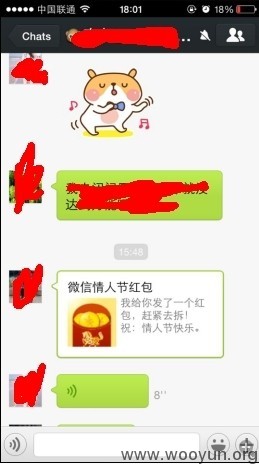 中国联通
18:01
18%
Chats
...
达
15:48
微信情人节红包
我给你发了一个红
包，赶紧去拆!
祝：情人节快乐。
8''
www.wooyun.org